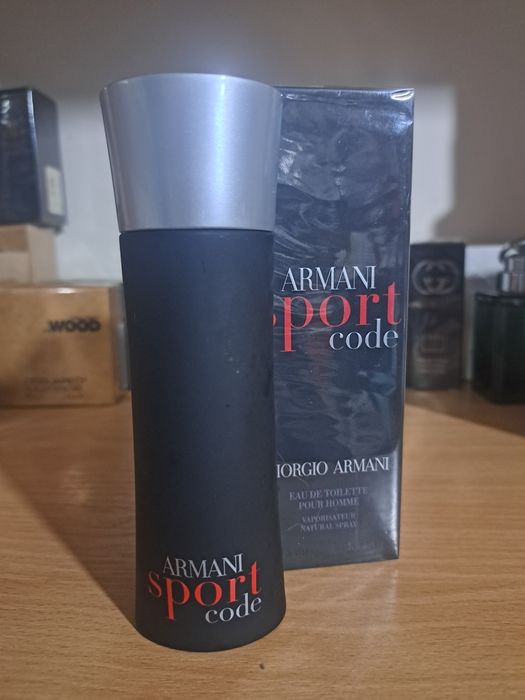 ARMANI
sport
code
IORGIO ARMANI
EAU DE TOILETTE
POUR HOMME
VAPORISATEUR
NATURAL SPRAY
ARMANI
sport
code
WOOD